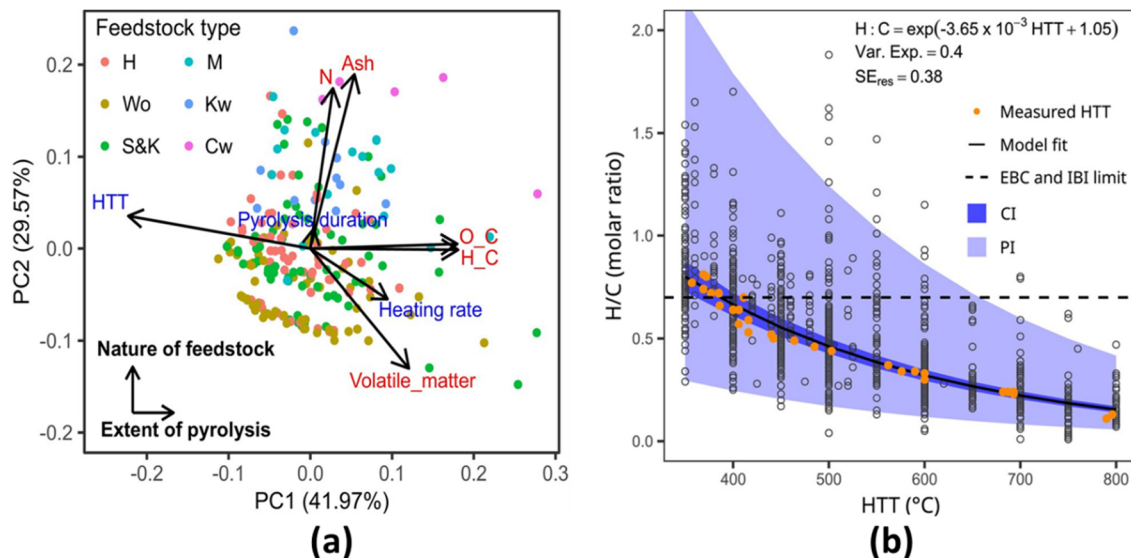 Feedstock type
H
M
Wo
Kw
S&K
Cw
N
Ash
HTT
Pyrolysis duration
O_C
H_C
Heating rate
Volatile_matter
Nature of feedstock
Extent of pyrolysis
PC2 (29.57%)
0.2
0.1
0.0
-0.1
-0.2
-0.2
-0.1
0.0
0.1
0.2
0.3
PC1 (41.97%)
(a)
H : C = exp(-3.65 x 10⁻³ HTT + 1.05)
Var. Exp. = 0.4
SEres = 0.38
Measured HTT
Model fit
EBC and IBI limit
CI
PI
H/C (molar ratio)
2.0
1.5
1.0
0.5
0.0
400
500
600
700
800
HTT (°C)
(b)